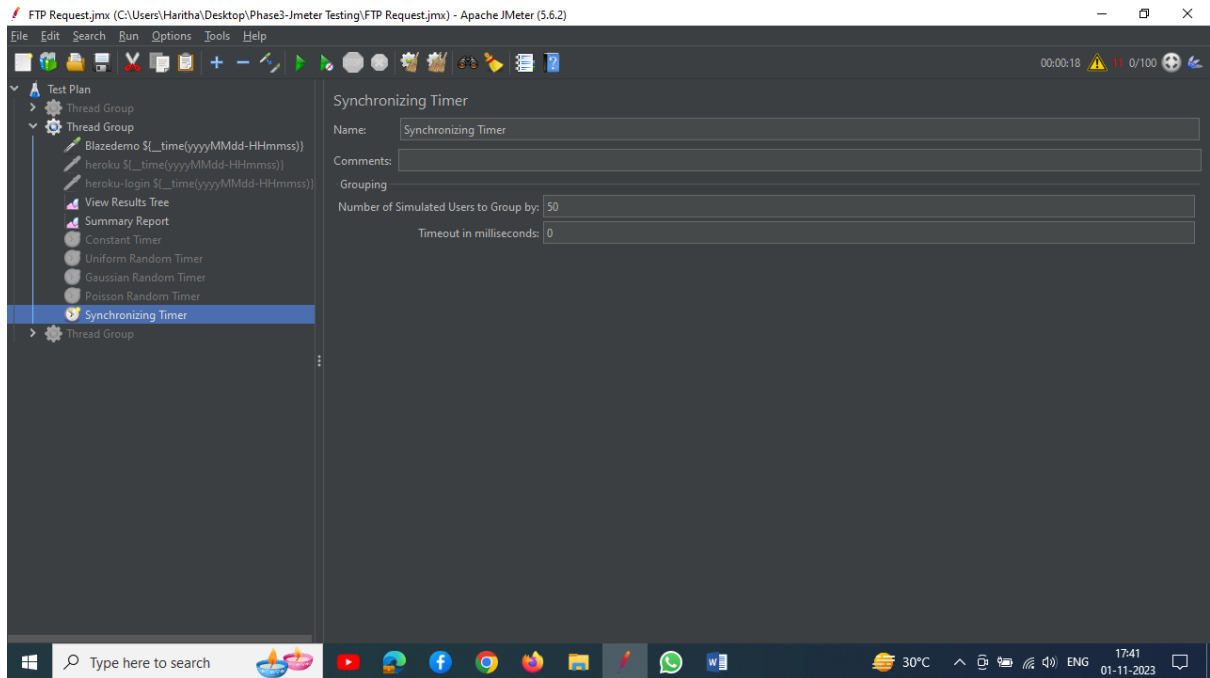 FTP Request.jmx (C:\Users\Haritha\Desktop\Phase3-Jmeter Testing\FTP Request.jmx) - Apache JMeter (5.6.2)
File Edit Search Run Options Tools Help
00:00:18 11 0/100
Test Plan
Thread Group
Thread Group
Blazedemo ${__time(yyyyMMdd-HHmmss)}
heroku ${__time(yyyyMMdd-HHmmss)}
heroku-login ${__time(yyyyMMdd-HHmmss)}
View Results Tree
Summary Report
Constant Timer
Uniform Random Timer
Gaussian Random Timer
Poisson Random Timer
Synchronizing Timer
Thread Group
Synchronizing Timer
Name: Synchronizing Timer
Comments:
Grouping
Number of Simulated Users to Group by: 50
Timeout in milliseconds: 0
Type here to search
30°C ENG
17:41
01-11-2023